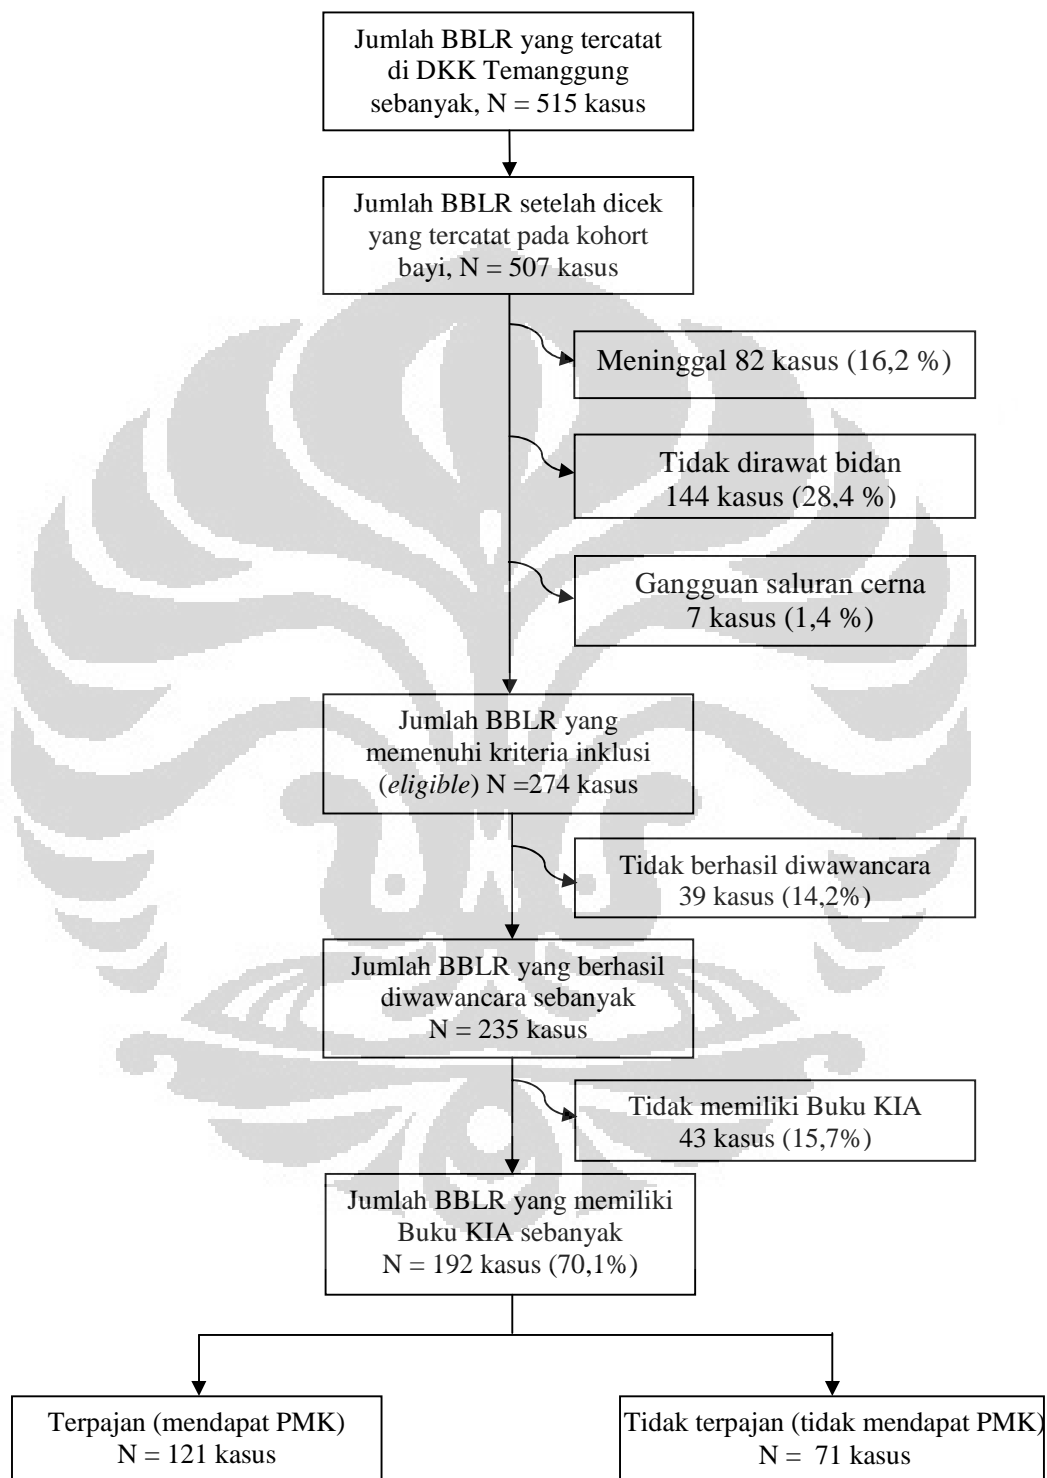 Jumlah BBLR yang tercatat
di DKK Temanggung
sebanyak, N = 515 kasus
Jumlah BBLR setelah dicek
yang tercatat pada kohort
bayi, N = 507 kasus
Meninggal 82 kasus (16,2 %)
Tidak dirawat bidan
144 kasus (28,4 %)
Gangguan saluran cerna
7 kasus (1,4 %)
Jumlah BBLR yang
memenuhi kriteria inklusi
(eligible) N =274 kasus
Tidak berhasil diwawancara
39 kasus (14,2%)
Jumlah BBLR yang berhasil
diwawancara sebanyak
N = 235 kasus
Tidak memiliki Buku KIA
43 kasus (15,7%)
Jumlah BBLR yang memiliki
Buku KIA sebanyak
N = 192 kasus (70,1%)
Terpajan (mendapat PMK)
N = 121 kasus
Tidak terpajan (tidak mendapat PMK)
N = 71 kasus